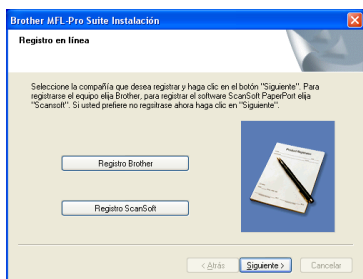 Brother MFL-Pro Suite Instalación
Registro en línea
Seleccione la compañía que desea registrar y haga clic en el botón "Siguiente". Para
registrarse el equipo elija Brother, para registrar el software ScanSoft PaperPort elija
"Scansoft". Si usted prefiere no regsitrase ahora haga clic en "Siguiente".
Registro Brother
Registro ScanSoft
< Atrás
Siguiente >
Cancelar